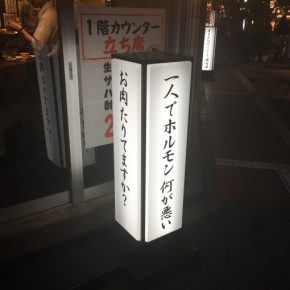 1階カウンター
立ち席
お肉たりてますか?
一人でホルモン何が悪い